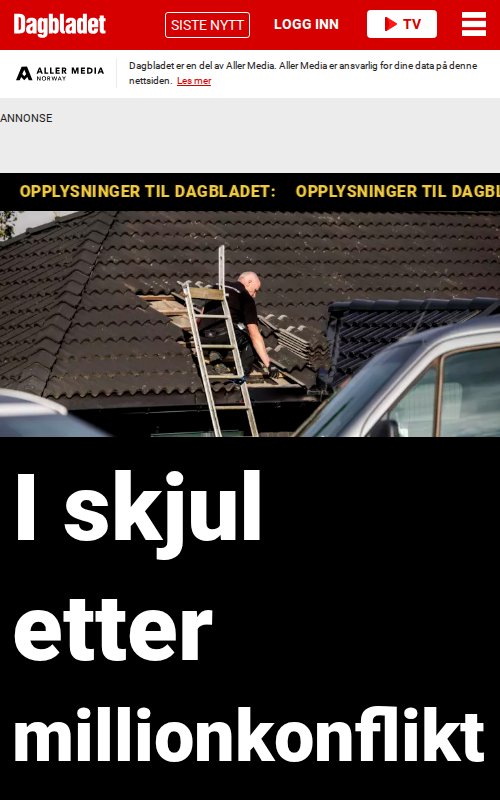 Dagbladet
SISTE NYTT
LOGG INN
TV
ALLER MEDIA
NORWAY
Dagbladet er en del av Aller Media. Aller Media er ansvarlig for dine data på denne
nettsiden. Les mer
ANNONSE
OPPLYSNINGER TIL DAGBLADET: OPPLYSNINGER TIL DAGBL
I skjul
etter
millionkonflikt